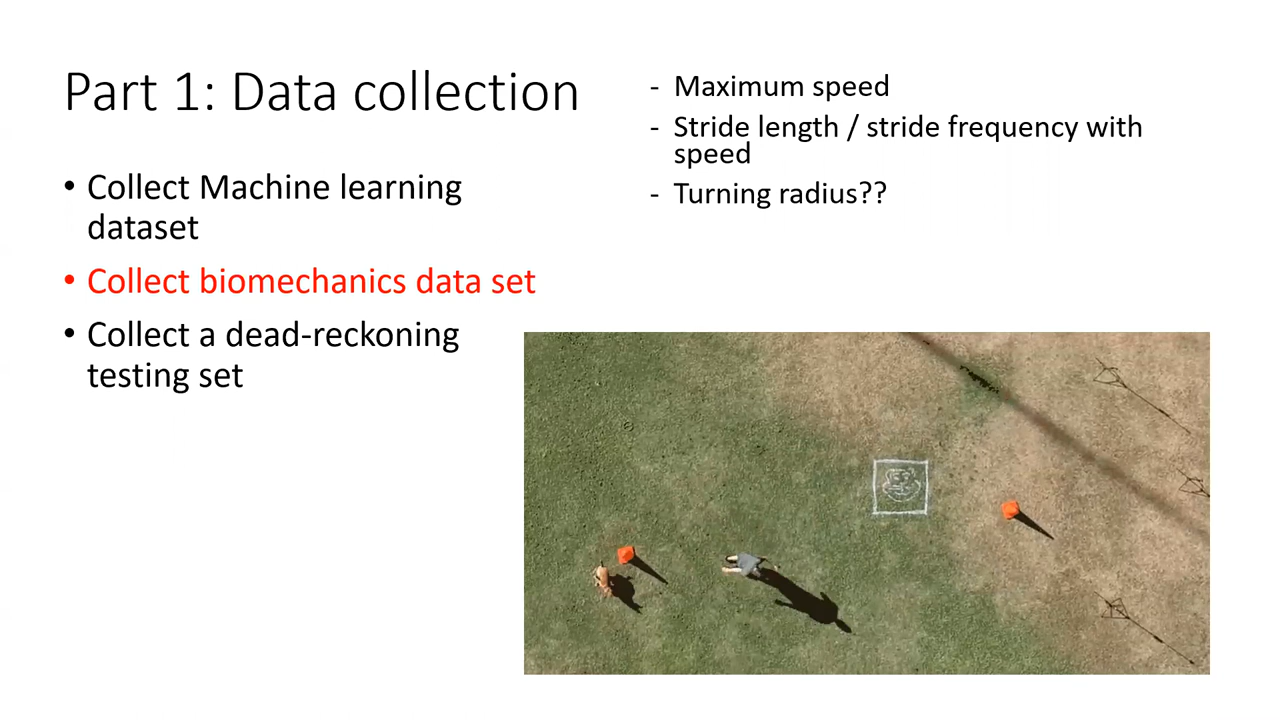 Part 1: Data collection
• Collect Machine learning
dataset
• Collect biomechanics data set
• Collect a dead-reckoning
testing set
- Maximum speed
- Stride length / stride frequency with
speed
- Turning radius??